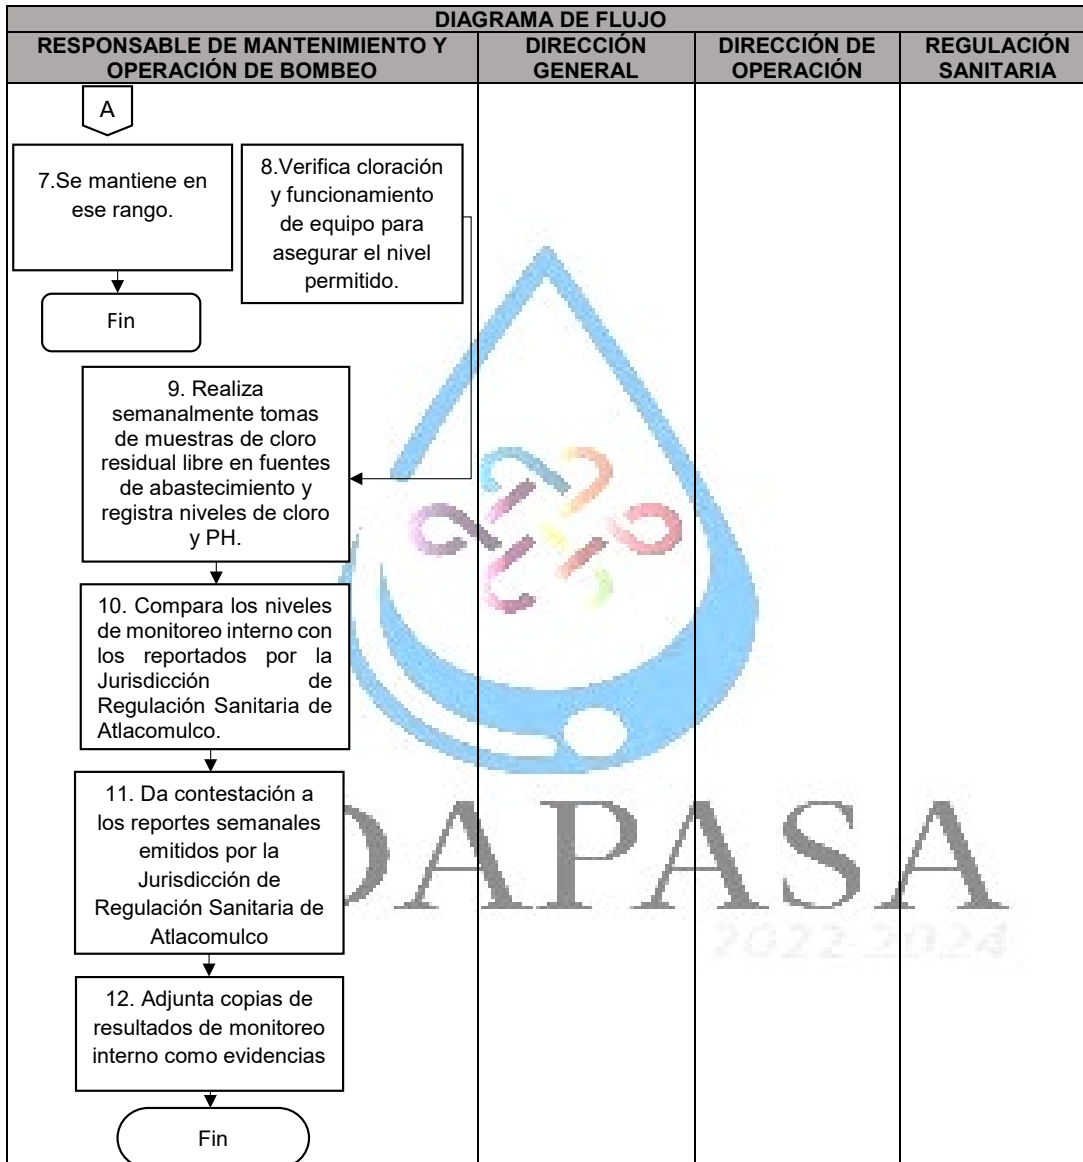 DIAGRAMA DE FLUJO
RESPONSABLE DE MANTENIMIENTO Y
OPERACIÓN DE BOMBEO
DIRECCIÓN
GENERAL
DIRECCIÓN DE
OPERACIÓN
REGULACIÓN
SANITARIA
A
7.Se mantiene en
ese rango.
8.Verifica cloración
y funcionamiento
de equipo para
asegurar el nivel
permitido.
Fin
9. Realiza
semanalmente tomas
de muestras de cloro
residual libre en fuentes
de abastecimiento y
registra niveles de cloro
y PH.
10. Compara los niveles
de monitoreo interno con
los reportados por la
Jurisdicción de
Regulación Sanitaria de
Atlacomulco.
11. Da contestación a
los reportes semanales
emitidos por la
Jurisdicción de
Regulación Sanitaria de
Atlacomulco
DAPASA
2022-2024
12. Adjunta copias de
resultados de monitoreo
interno como evidencias
Fin